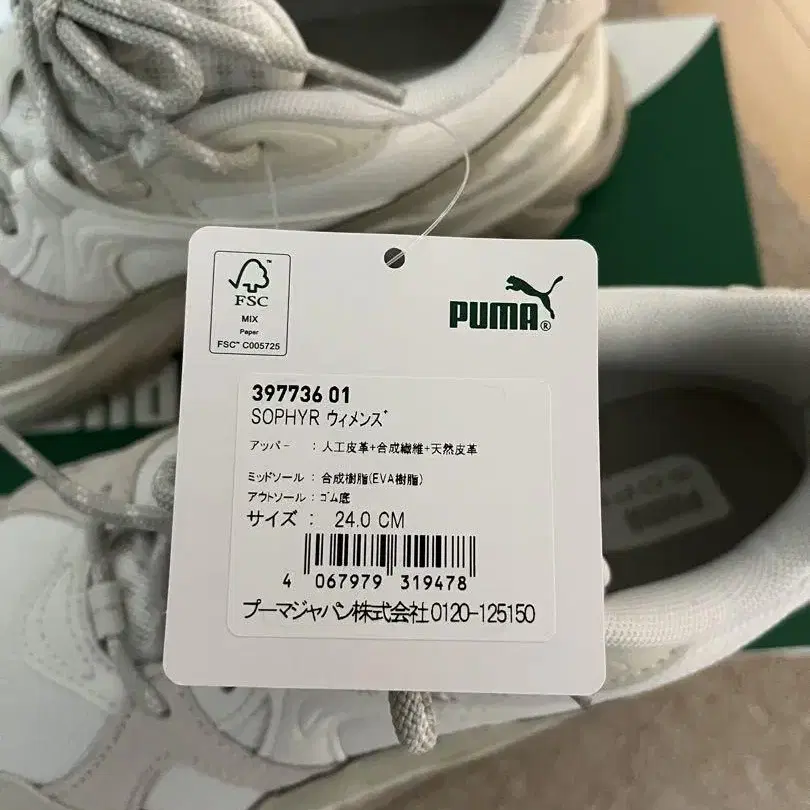 FSC
MIX
Paper
FSC™ C005725
PUMA®
397736 01
SOPHYR ウィメンズ
アッパー : 人工皮革+合成繊維+天然皮革
ミッドソール : 合成樹脂(EVA樹脂)
アウトソール : ゴム底
サイズ : 24.0 CM
4 067979 319478
プーマジャパン株式会社0120-125150